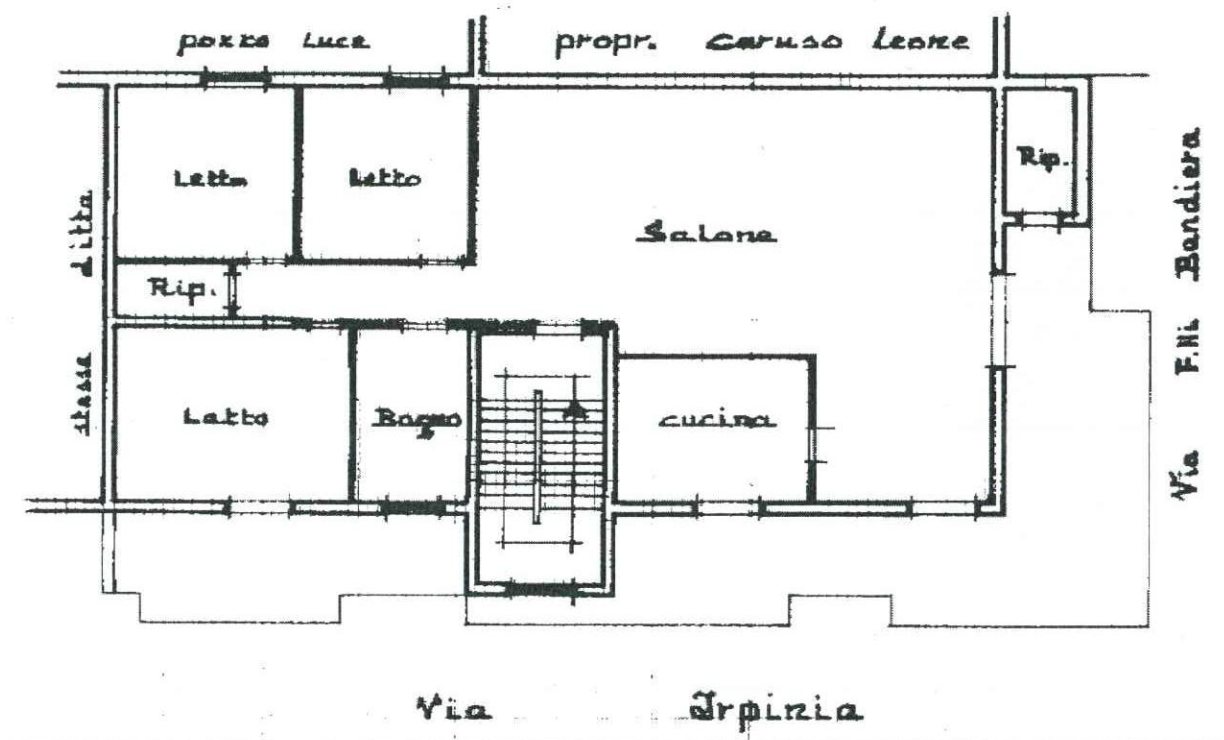 pozzo Luce
propr. Caruso Leone
Letto
Letto
Rip.
Salone
ditta
Bandiera
Rip.
stessa
F.lli
Letto
Bagno
cucina
Via
Via Irpinia